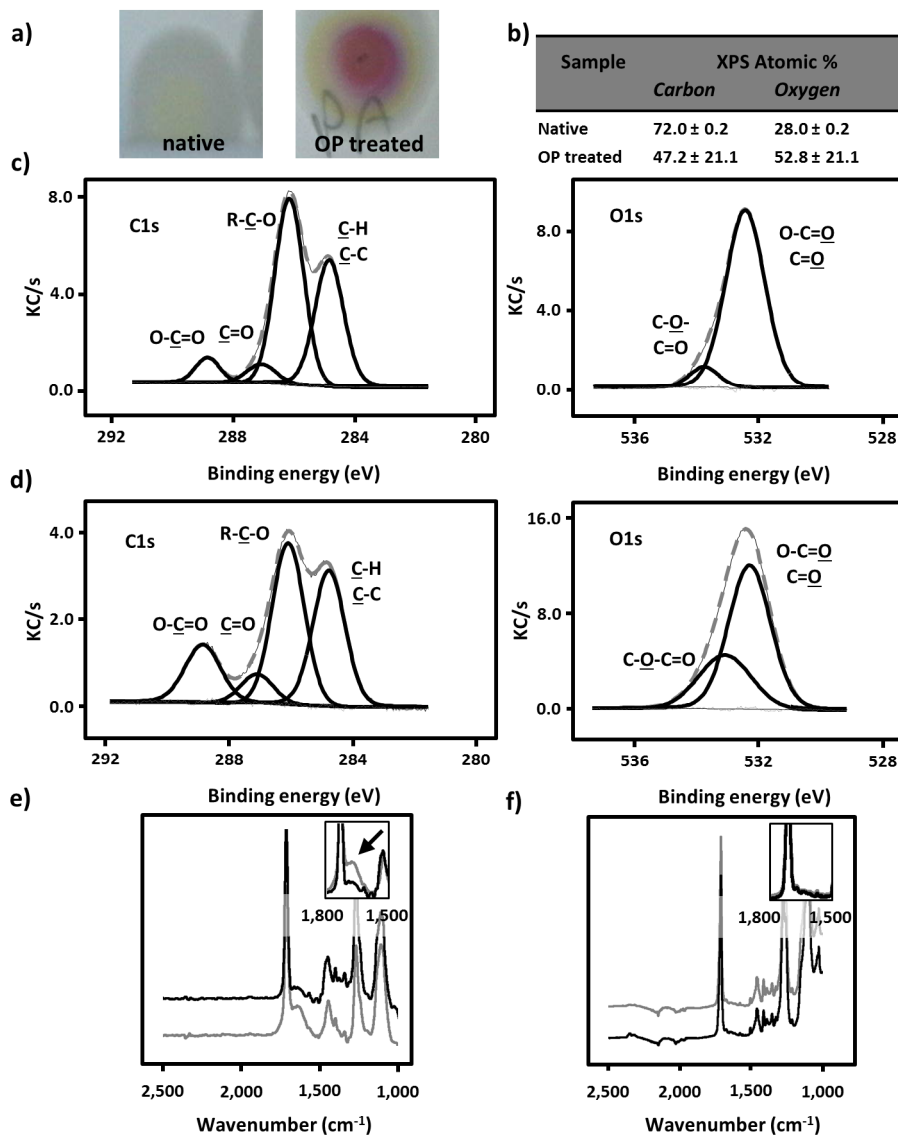 a)
native
PA
OP treated
b)
Sample XPS Atomic %
Carbon Oxygen
Native 72.0 ± 0.2 28.0 ± 0.2
OP treated 47.2 ± 21.1 52.8 ± 21.1
c)
8.0
4.0
0.0
KC/s
C1s
R-C-O
C-H
C-C
O-C=O
C=O
292 288 284 280
Binding energy (eV)
8.0
4.0
0.0
KC/s
O1s
O-C=O
C=O
C-O-
C=O
536 532 528
Binding energy (eV)
d)
4.0
2.0
0.0
KC/s
C1s
R-C-O
C-H
C-C
O-C=O C=O
292 288 284 280
Binding energy (eV)
16.0
8.0
0.0
KC/s
O1s
O-C=O
C=O
C-O-C=O
536 532 528
Binding energy (eV)
e)
1,800 1,500
2,500 2,000 1,500 1,000
Wavenumber (cm-1)
f)
1,800 1,500
2,500 2,000 1,500 1,000
Wavenumber (cm-1)